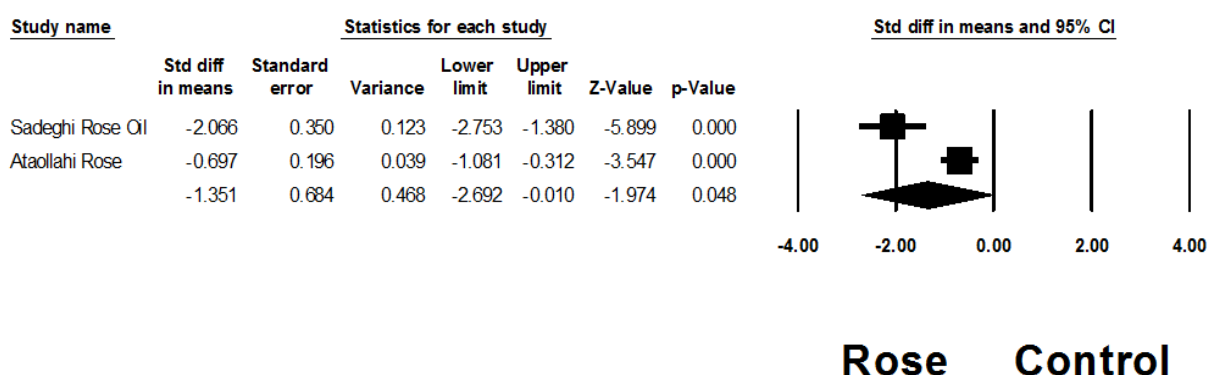 Study name Statistics for each study Std diff in means and 95% CI
Std diff Standard Lower Upper
in means error Variance limit limit Z-Value p-Value
Sadeghi Rose Oil -2.066 0.350 0.123 -2.753 -1.380 -5.899 0.000
Ataollahi Rose -0.697 0.196 0.039 -1.081 -0.312 -3.547 0.000
-1.351 0.684 0.468 -2.692 -0.010 -1.974 0.048
-4.00 -2.00 0.00 2.00 4.00
Rose Control